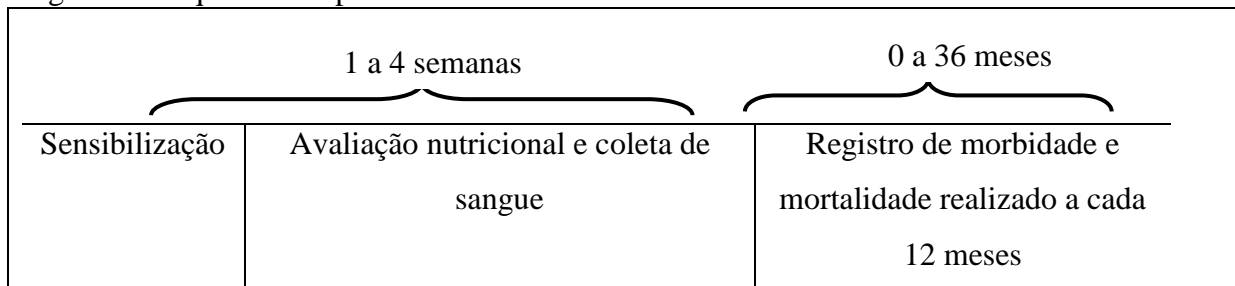 1 a 4 semanas
0 a 36 meses
Sensibilização
Avaliação nutricional e coleta de
sangue
Registro de morbidade e
mortalidade realizado a cada
12 meses